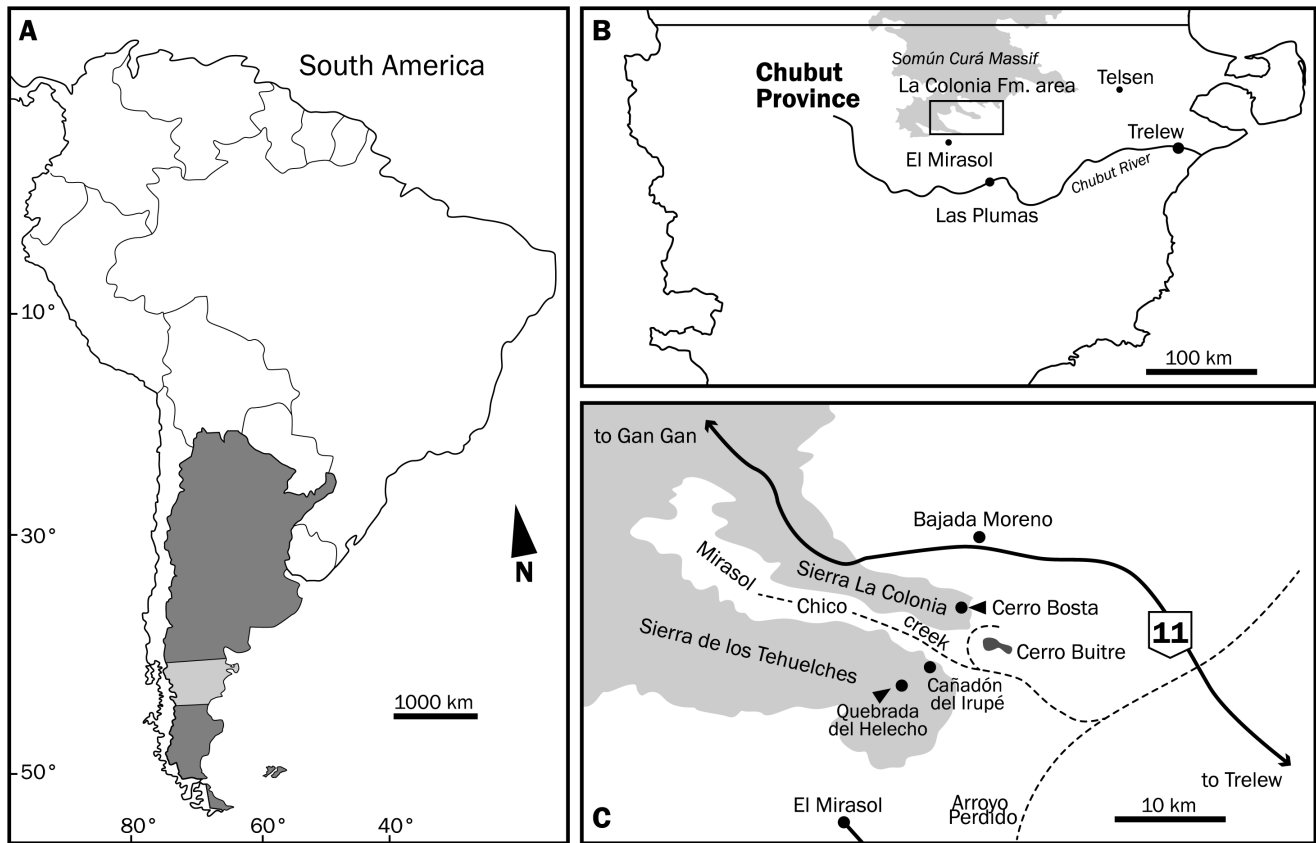 A
South America
10°
30°
50°
N
1000 km
80°
60°
40°
B
Somún Curá Massif
Chubut
Province
La Colonia Fm. area
Telsen
Trelew
El Mirasol
Chubut River
Las Plumas
100 km
to Gan Gan
Bajada Moreno
Mirasol
Sierra La Colonia
Chico
Cerro Bosta
creek
11
Sierra de los Tehuelches
Cerro Buitre
Cañadón
del Irupé
Quebrada
del Helecho
to Trelew
El Mirasol
Arroyo
Perdido
10 km
C